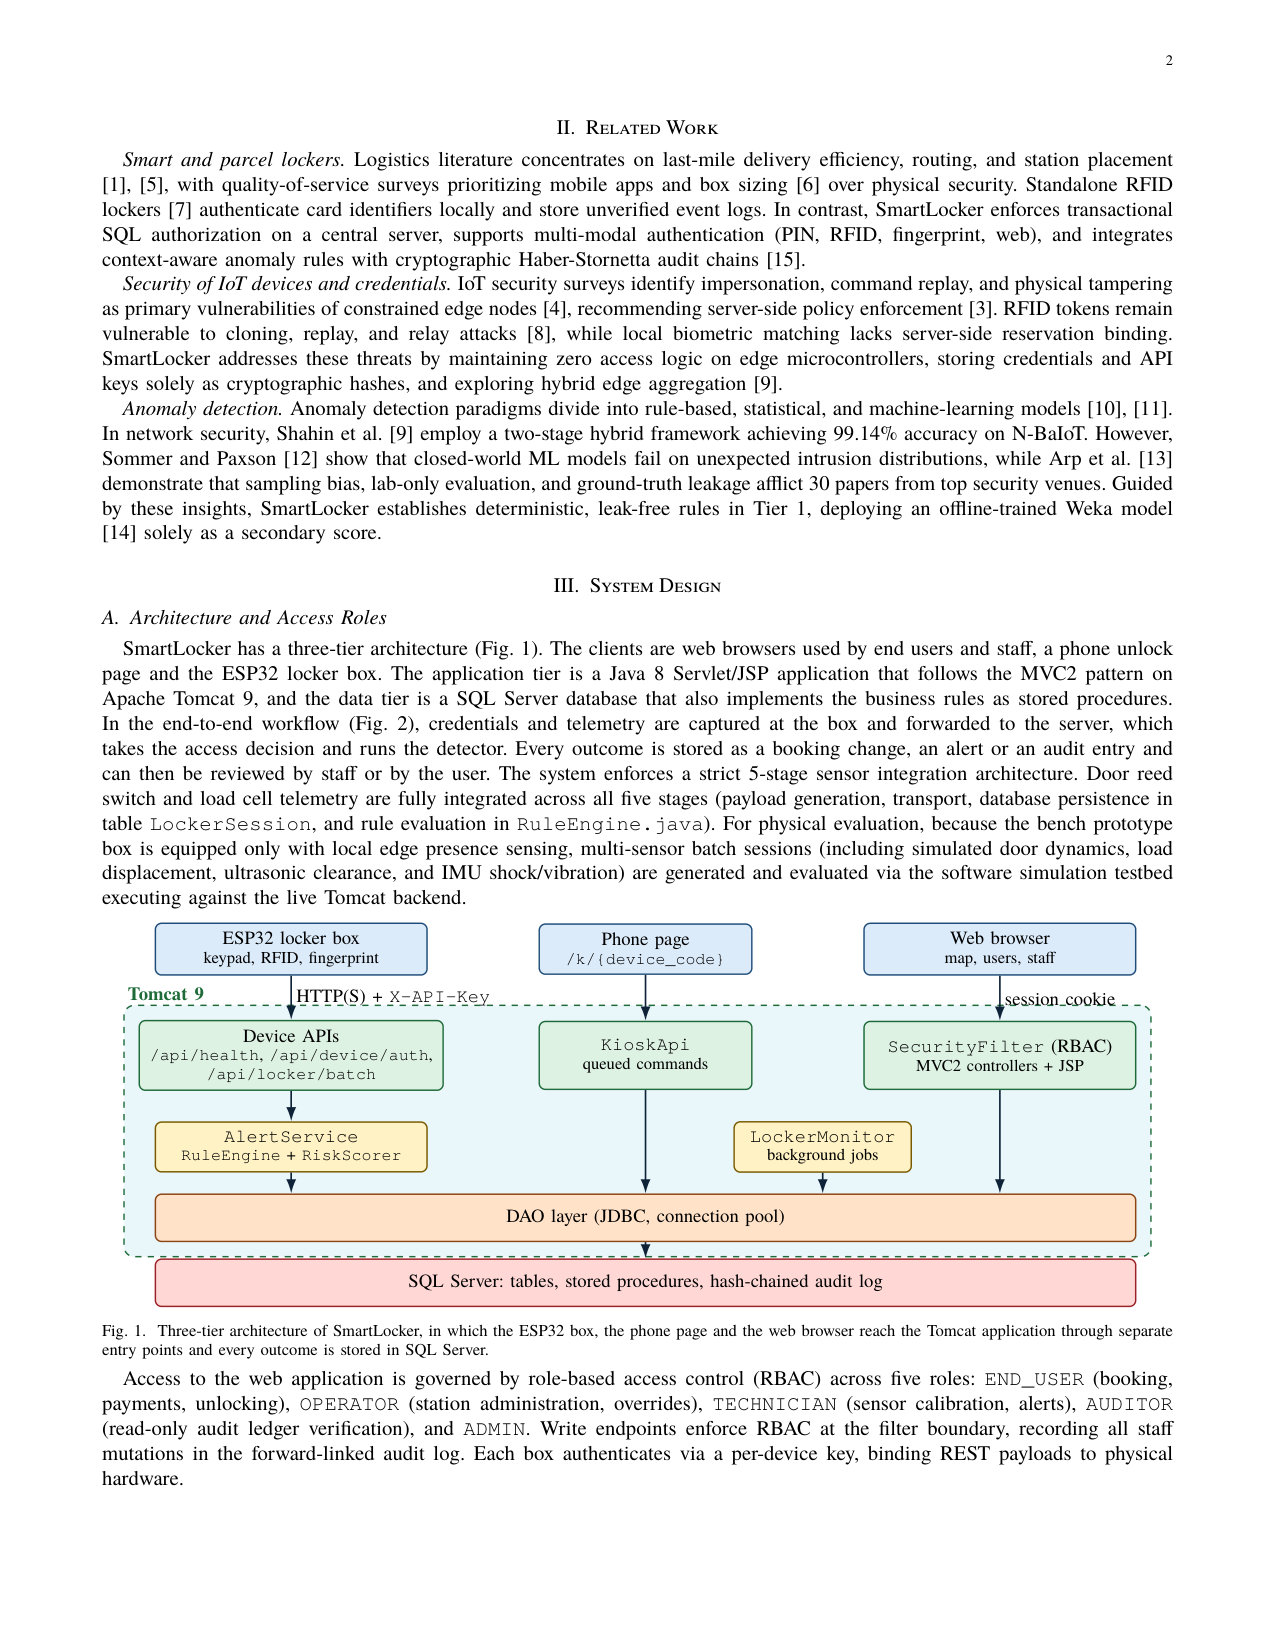 2
II. Related Work
Smart and parcel lockers. Logistics literature concentrates on last-mile delivery efficiency, routing, and station placement
[1], [5], with quality-of-service surveys prioritizing mobile apps and box sizing [6] over physical security. Standalone RFID
lockers [7] authenticate card identifiers locally and store unverified event logs. In contrast, SmartLocker enforces transactional
SQL authorization on a central server, supports multi-modal authentication (PIN, RFID, fingerprint, web), and integrates
context-aware anomaly rules with cryptographic Haber-Stornetta audit chains [15].
Security of IoT devices and credentials. IoT security surveys identify impersonation, command replay, and physical tampering
as primary vulnerabilities of constrained edge nodes [4], recommending server-side policy enforcement [3]. RFID tokens remain
vulnerable to cloning, replay, and relay attacks [8], while local biometric matching lacks server-side reservation binding.
SmartLocker addresses these threats by maintaining zero access logic on edge microcontrollers, storing credentials and API
keys solely as cryptographic hashes, and exploring hybrid edge aggregation [9].
Anomaly detection. Anomaly detection paradigms divide into rule-based, statistical, and machine-learning models [10], [11].
In network security, Shahin et al. [9] employ a two-stage hybrid framework achieving 99.14% accuracy on N-BaIoT. However,
Sommer and Paxson [12] show that closed-world ML models fail on unexpected intrusion distributions, while Arp et al. [13]
demonstrate that sampling bias, lab-only evaluation, and ground-truth leakage afflict 30 papers from top security venues. Guided
by these insights, SmartLocker establishes deterministic, leak-free rules in Tier 1, deploying an offline-trained Weka model
[14] solely as a secondary score.
III. System Design
A. Architecture and Access Roles
SmartLocker has a three-tier architecture (Fig. 1). The clients are web browsers used by end users and staff, a phone unlock
page and the ESP32 locker box. The application tier is a Java 8 Servlet/JSP application that follows the MVC2 pattern on
Apache Tomcat 9, and the data tier is a SQL Server database that also implements the business rules as stored procedures.
In the end-to-end workflow (Fig. 2), credentials and telemetry are captured at the box and forwarded to the server, which
takes the access decision and runs the detector. Every outcome is stored as a booking change, an alert or an audit entry and
can then be reviewed by staff or by the user. The system enforces a strict 5-stage sensor integration architecture. Door reed
switch and load cell telemetry are fully integrated across all five stages (payload generation, transport, database persistence in
table LockerSession, and rule evaluation in RuleEngine.java). For physical evaluation, because the bench prototype
box is equipped only with local edge presence sensing, multi-sensor batch sessions (including simulated door dynamics, load
displacement, ultrasonic clearance, and IMU shock/vibration) are generated and evaluated via the software simulation testbed
executing against the live Tomcat backend.
ESP32 locker box
keypad, RFID, fingerprint
Phone page
/k/{device_code}
Web browser
map, users, staff
Tomcat 9
HTTP(S) + X-API-Key
session cookie
Device APIs
/api/health, /api/device/auth,
/api/locker/batch
KioskApi
queued commands
SecurityFilter (RBAC)
MVC2 controllers + JSP
AlertService
RuleEngine + RiskScorer
LockerMonitor
background jobs
DAO layer (JDBC, connection pool)
SQL Server: tables, stored procedures, hash-chained audit log
Fig. 1. Three-tier architecture of SmartLocker, in which the ESP32 box, the phone page and the web browser reach the Tomcat application through separate
entry points and every outcome is stored in SQL Server.
Access to the web application is governed by role-based access control (RBAC) across five roles: END_USER (booking,
payments, unlocking), OPERATOR (station administration, overrides), TECHNICIAN (sensor calibration, alerts), AUDITOR
(read-only audit ledger verification), and ADMIN. Write endpoints enforce RBAC at the filter boundary, recording all staff
mutations in the forward-linked audit log. Each box authenticates via a per-device key, binding REST payloads to physical
hardware.